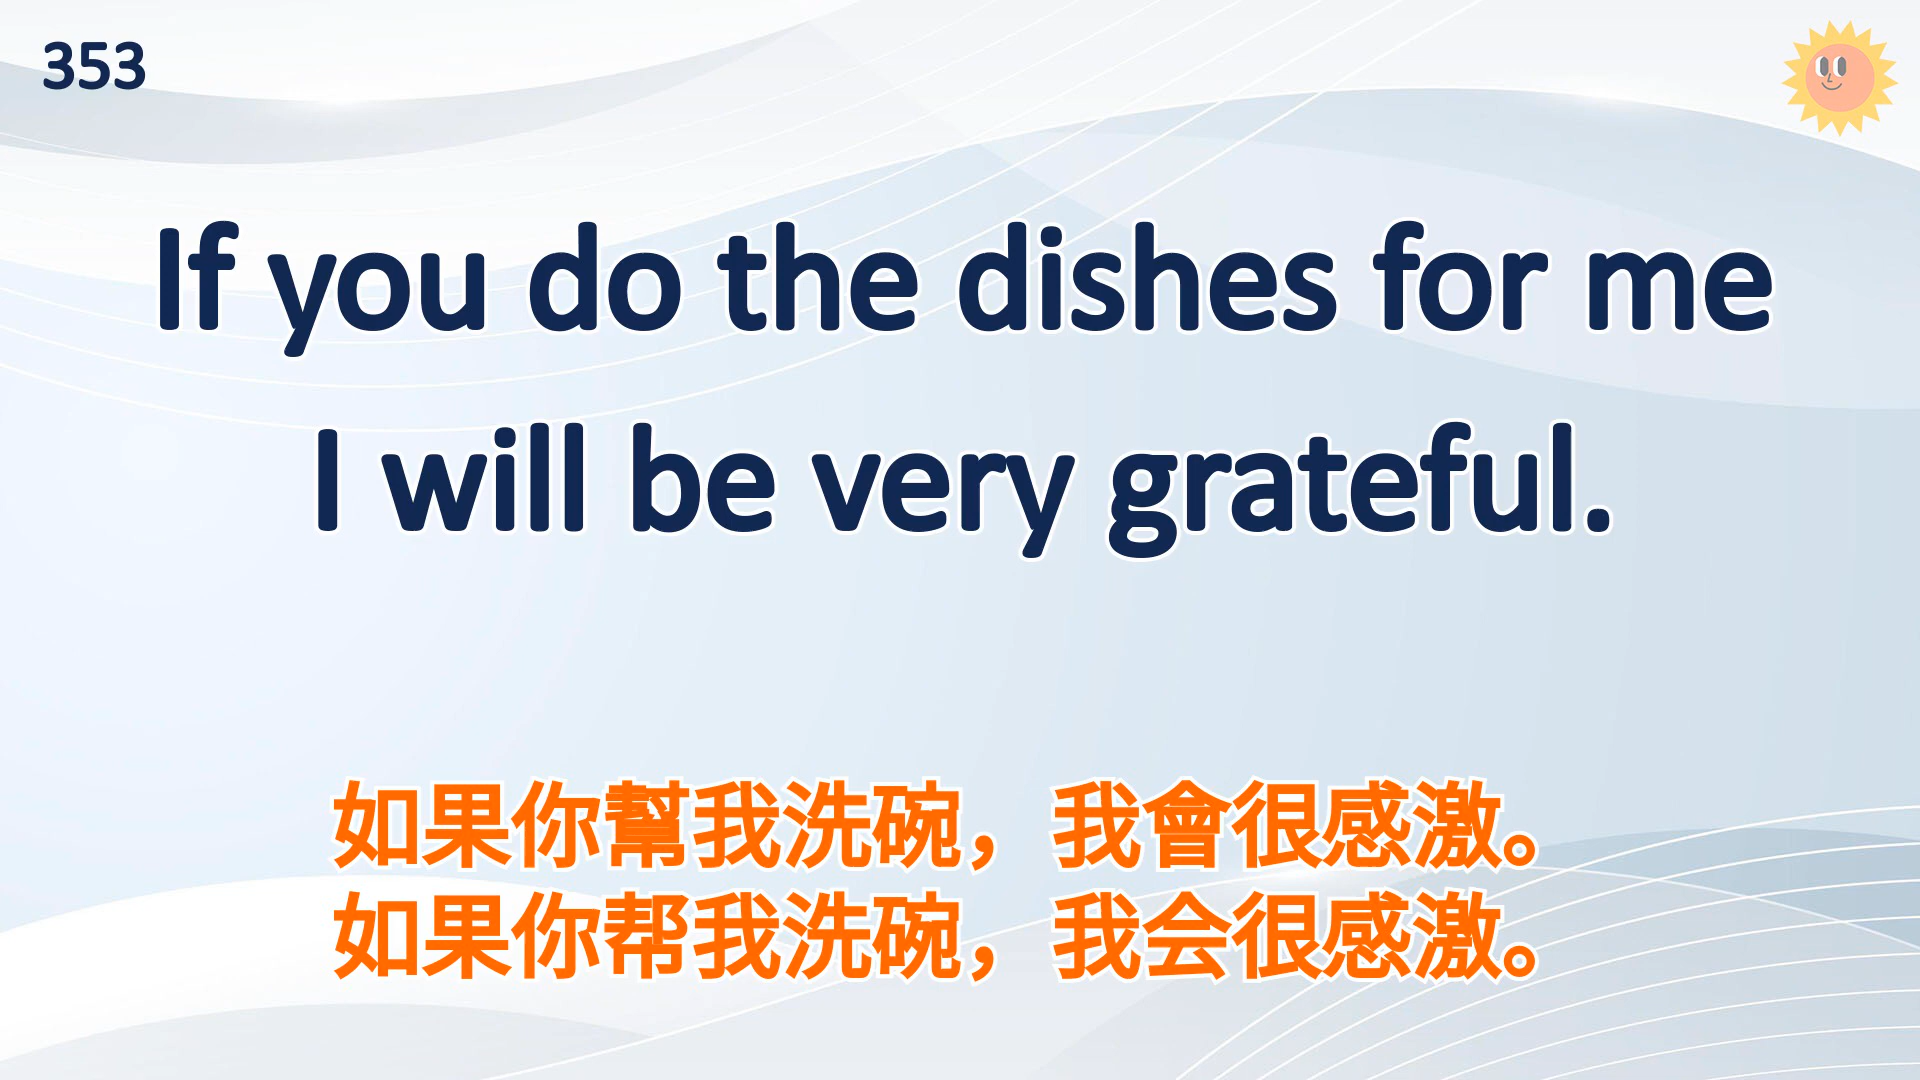 353
If you do the dishes for me
I will be very grateful.
如果你幫我洗碗，我會很感激。
如果你帮我洗碗，我会很感激。